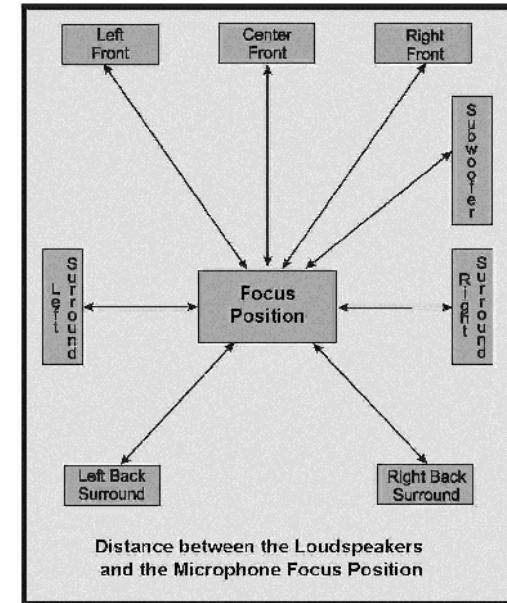 Left
Front
Center
Front
Right
Front
Subwoofer
Left
Surround
Focus
Position
Right
Surround
Left Back
Surround
Right Back
Surround
Distance between the Loudspeakers
and the Microphone Focus Position